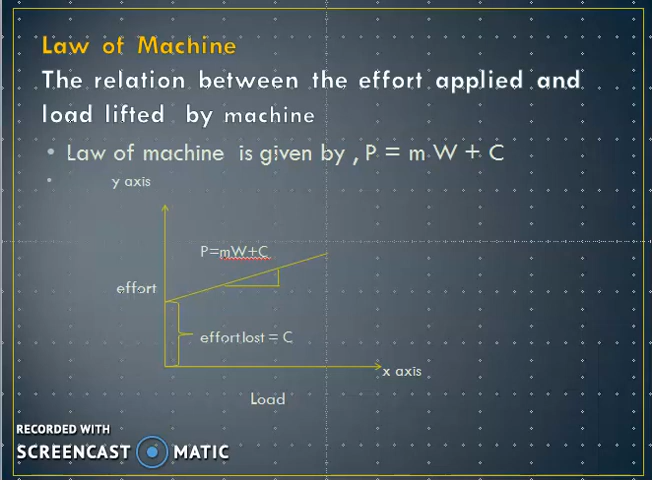 Law of Machine
The relation between the effort applied and
load lifted by machine
• Law of machine is given by , P = m W + C
•
y axis
P=mW+C
effort
effort lost = C
x axis
Load
RECORDED WITH
SCREENCAST MATIC